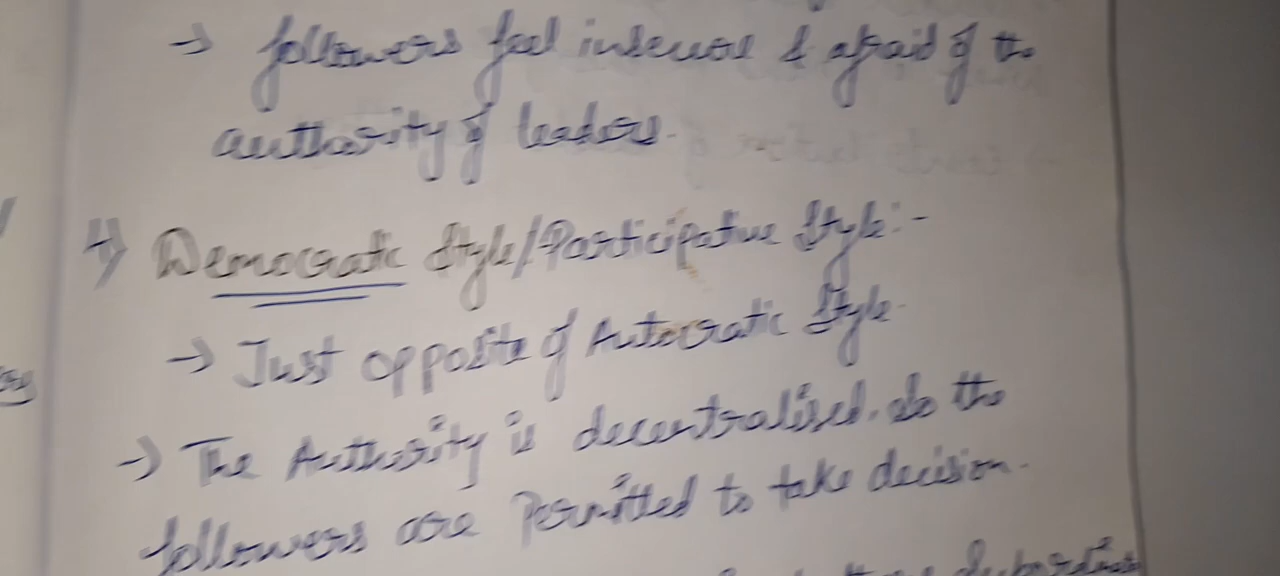 → followers feel insecure & afraid of the
authority of leaders.
4) Democratic Style/Participative Style:-
→ Just opposite of Autocratic Style.
→ The Authority is decentralised. So the
followers are Permitted to take decision.